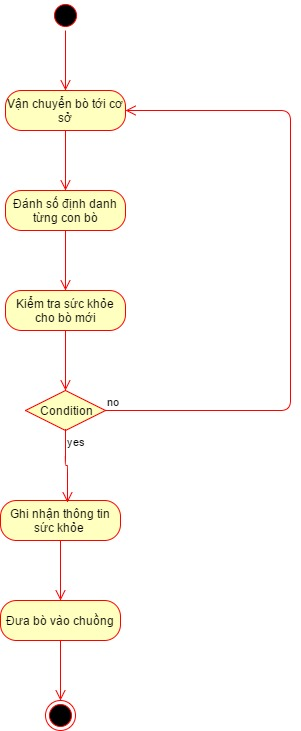 Vận chuyển bò tới cơ
sở
Đánh số định danh
từng con bò
Kiểm tra sức khỏe
cho bò mới
Condition
no
yes
Ghi nhận thông tin
sức khỏe
Đưa bò vào chuồng